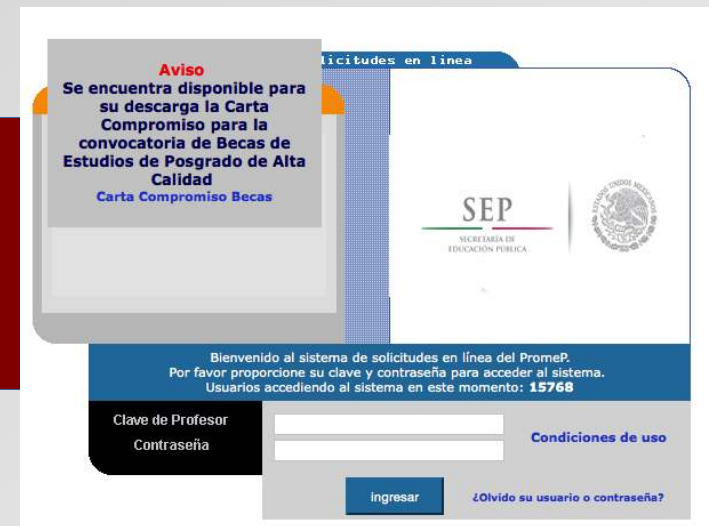 licitudes en linea
Aviso
Se encuentra disponible para
su descarga la Carta
Compromiso para la
convocatoria de Becas de
Estudios de Posgrado de Alta
Calidad
Carta Compromiso Becas
SEP
SECRETARÍA DE
EDUCACIÓN PÚBLICA
ESTADOS UNIDOS MEXICANOS
Bienvenido al sistema de solicitudes en línea del PromeP.
Por favor proporcione su clave y contraseña para acceder al sistema.
Usuarios accediendo al sistema en este momento: 15768
Clave de Profesor
Contraseña
Condiciones de uso
ingresar
¿Olvido su usuario o contraseña?